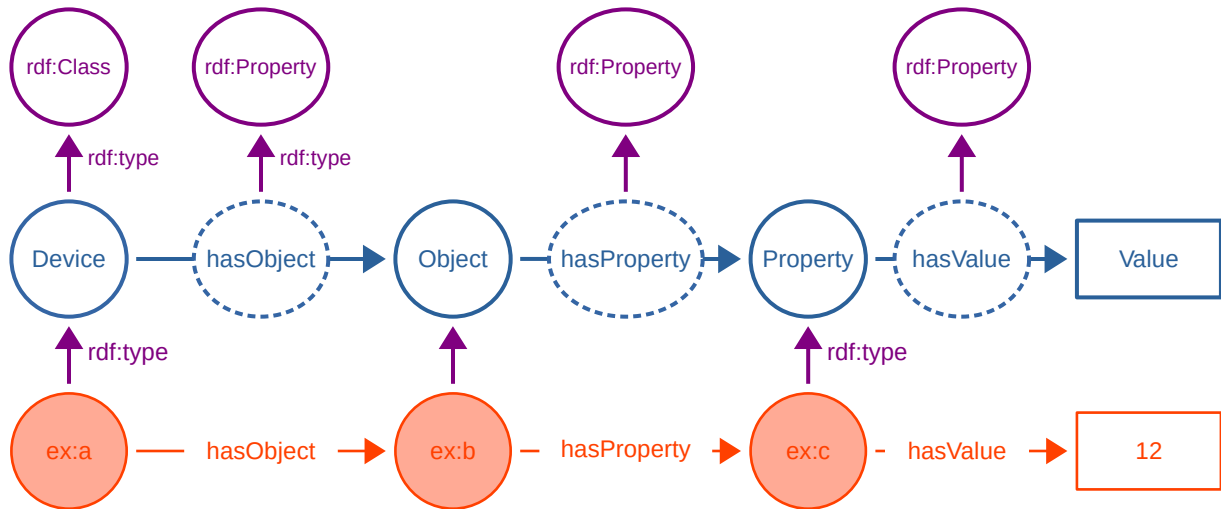 rdf:Class
rdf:Property
rdf:Property
rdf:Property
rdf:type
rdf:type
Device
hasObject
Object
hasProperty
Property
hasValue
Value
rdf:type
rdf:type
ex:a
hasObject
ex:b
hasProperty
ex:c
hasValue
12